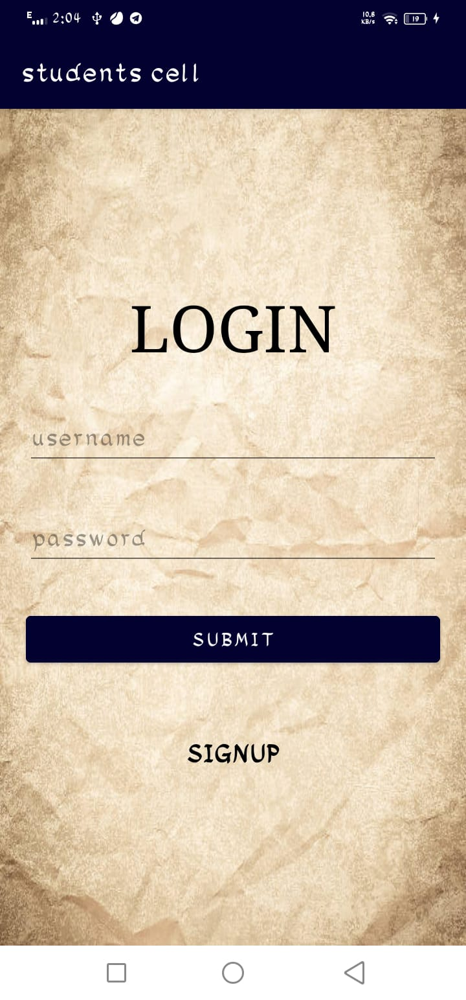 E 2:04 10.8 KB/s 19
students cell
LOGIN
username
password
SUBMIT
SIGNUP